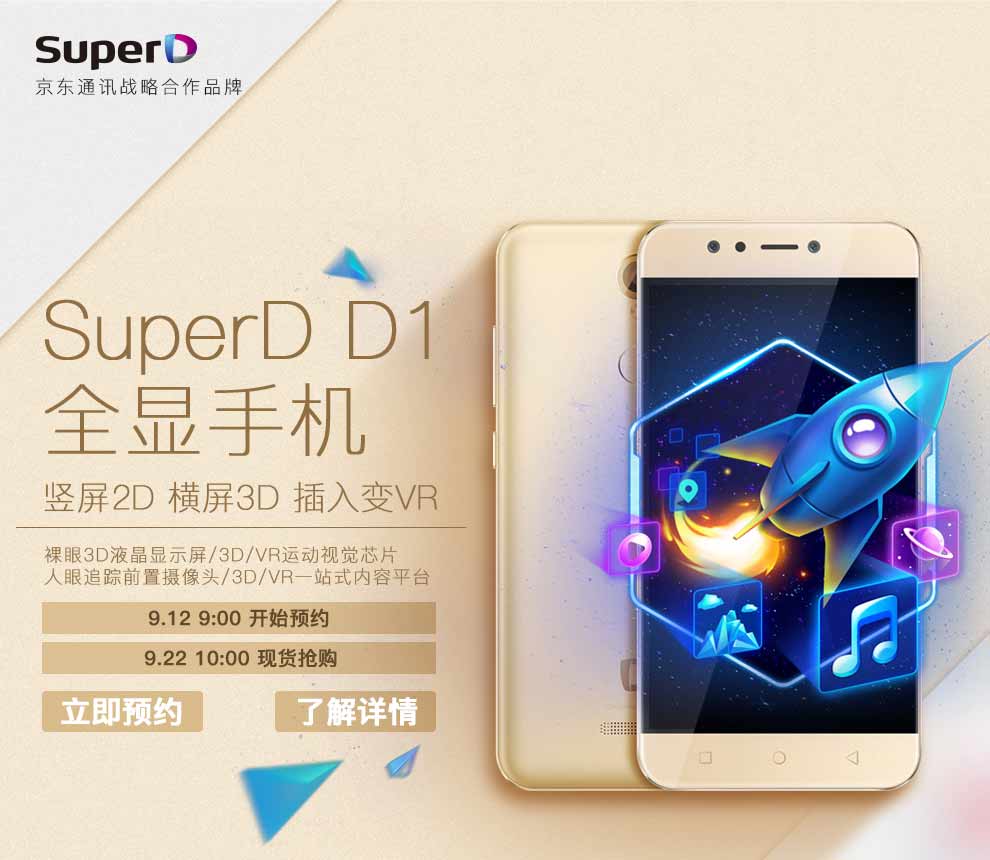 SuperD
京东通讯战略合作品牌
SuperD D1
全显手机
竖屏2D 横屏3D 插入变VR
裸眼3D液晶显示屏/3D/VR运动视觉芯片
人眼追踪前置摄像头/3D/VR一站式内容平台
9.12 9:00 开始预约
9.22 10:00 现货抢购
立即预约
了解详情